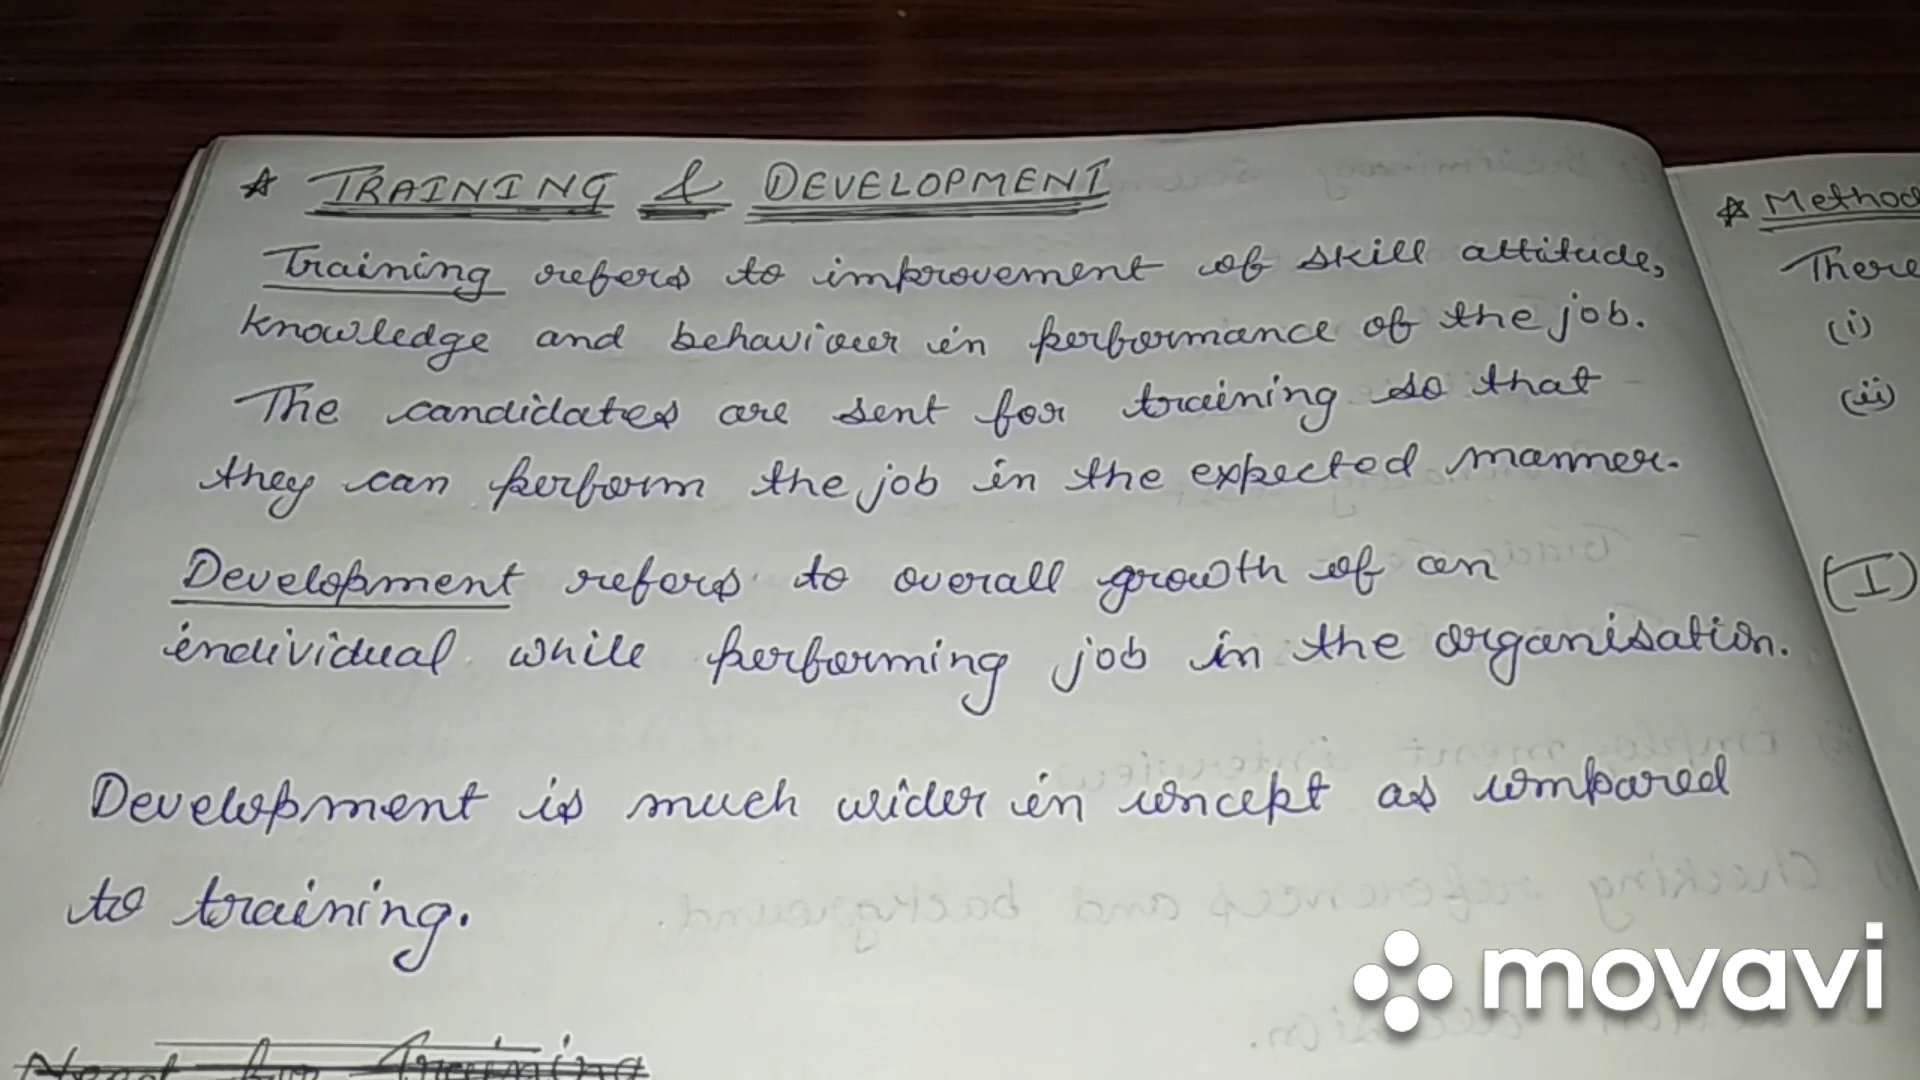 ☆ TRAINING & DEVELOPMENT
Training refers to improvement of skill attitude,
knowledge and behaviour in performance of the job.
The candidates are sent for training so that
they can perform the job in the expected manner.
Development refers to overall growth of an
individual while performing job in the organisation.
Development is much wider in concept as compared
to training.
Need for Training
☆ Method
There
(i)
(ii)
(I)
movavi